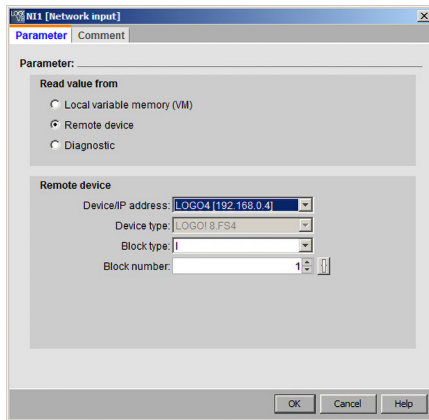 NI1 [Network input]
Parameter Comment
Parameter:
Read value from
Local variable memory (VM)
Remote device
Diagnostic
Remote device
Device/IP address: LOGO4 [192.168.0.4]
Device type: LOGO! 8.FS4
Block type: I
Block number: 1
OK Cancel Help